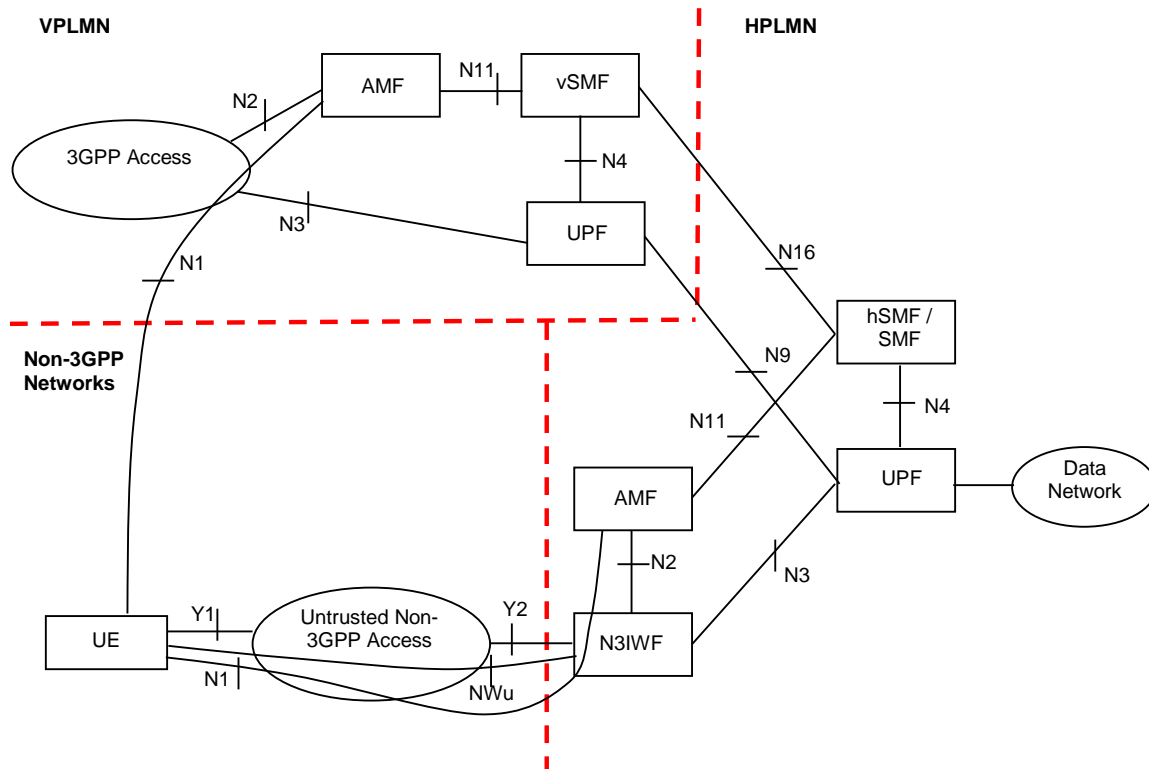 VPLMN
HPLMN
N11
AMF
vSMF
N2
3GPP Access
N4
N3
UPF
N1
N16
hSMF /
SMF
Non-3GPP
Networks
N9
N4
N11
Data
Network
UPF
AMF
N2
N3
Y1
Untrusted Non-
3GPP Access
Y2
UE
N3IWF
N1
NWu